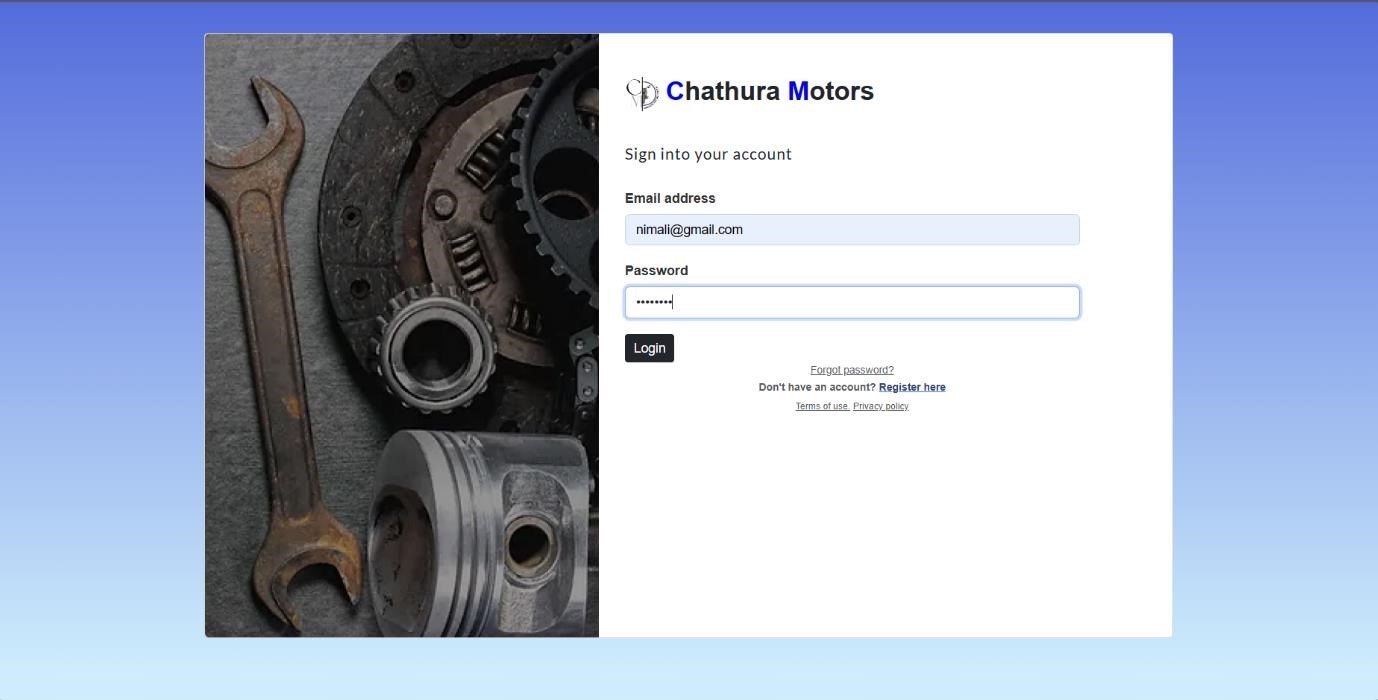 Chathura Motors
Sign into your account
Email address
nimali@gmail.com
Password
••••••••
Login
Forgot password?
Don't have an account? Register here
Terms of use. Privacy policy